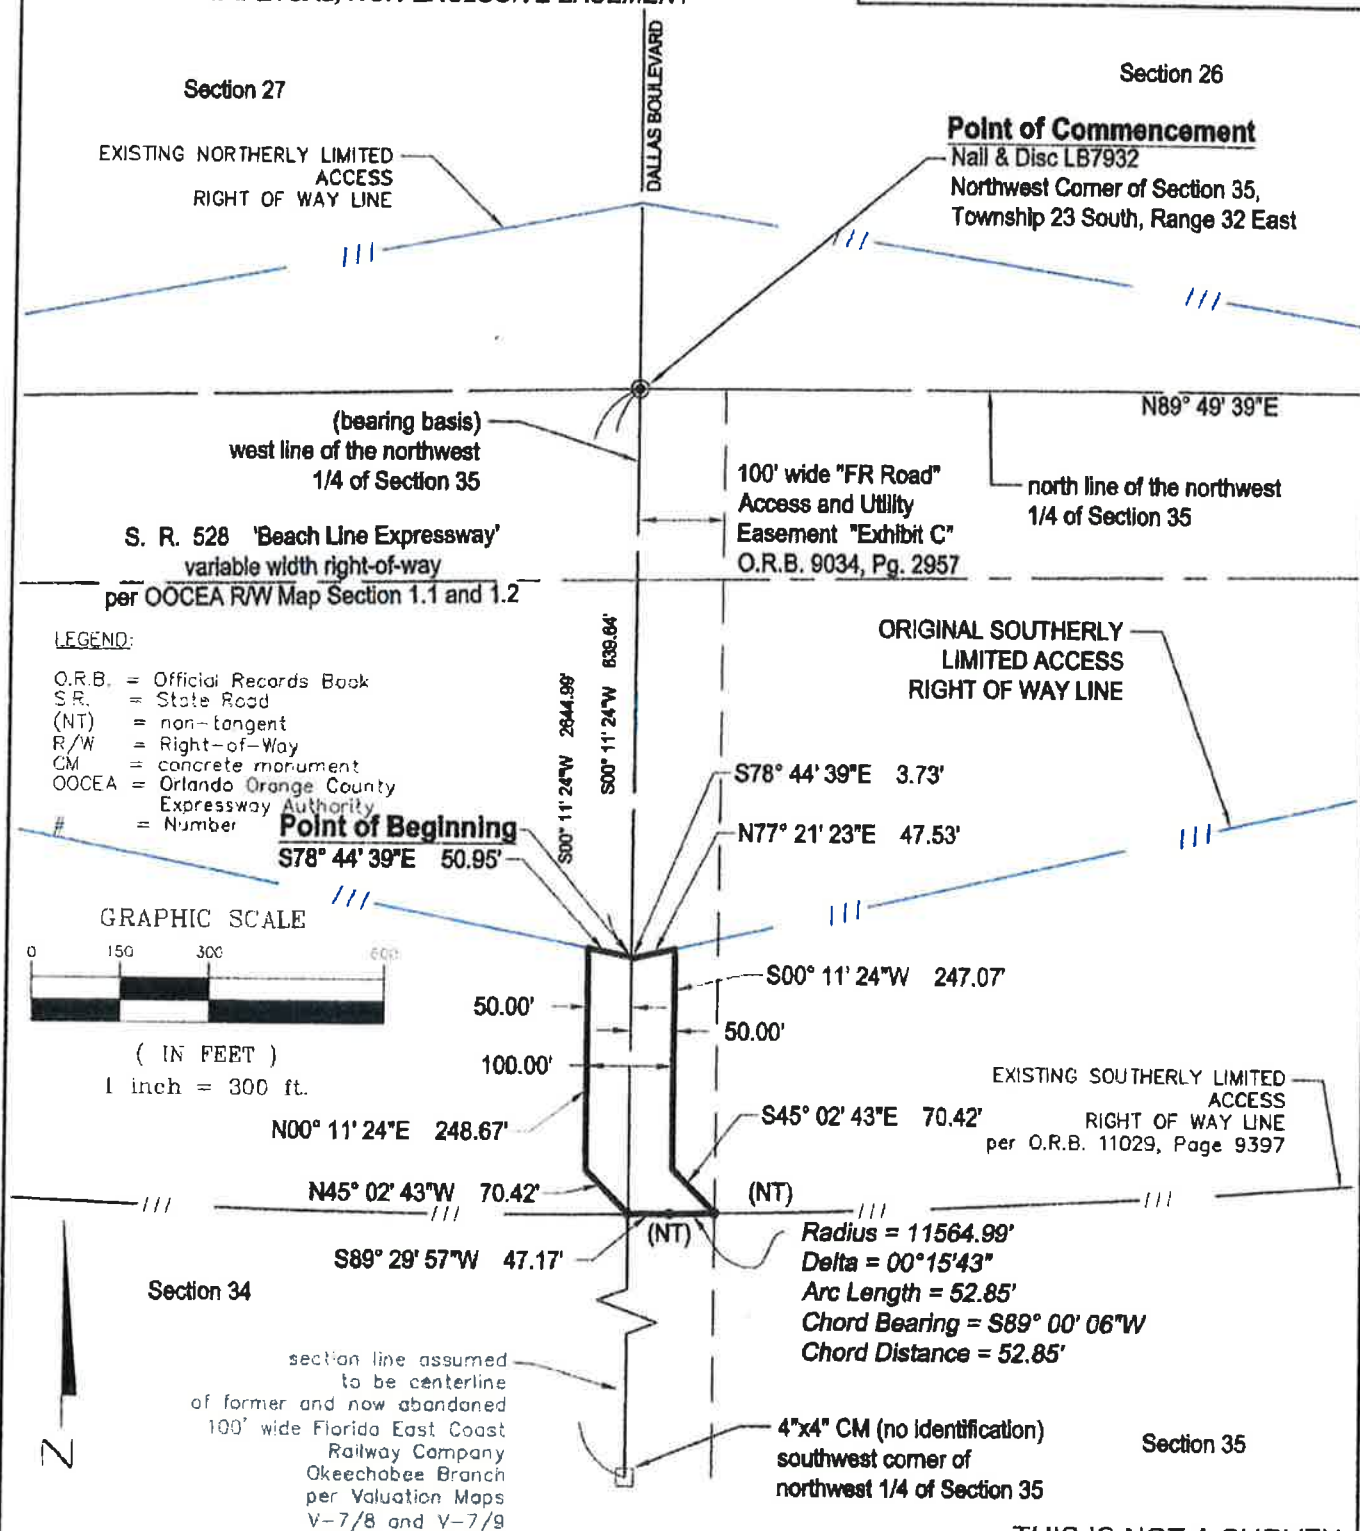 Section 27
Section 26
DALLAS BOULEVARD
Point of Commencement
Nail & Disc LB7932
Northwest Corner of Section 35,
Township 23 South, Range 32 East
EXISTING NORTHERLY LIMITED
ACCESS
RIGHT OF WAY LINE
N89° 49' 39"E
(bearing basis)
west line of the northwest
1/4 of Section 35
100' wide "FR Road"
Access and Utility
Easement "Exhibit C"
O.R.B. 9034, Pg. 2957
north line of the northwest
1/4 of Section 35
S. R. 528 'Beach Line Expressway'
variable width right-of-way
per OOCEA R/W Map Section 1.1 and 1.2
LEGEND:
O.R.B. = Official Records Book
S.R. = State Road
(NT) = non-tangent
R/W = Right-of-Way
CM = concrete monument
OOCEA = Orlando Orange County
Expressway Authority
# = Number
S00° 11' 24"W 2644.99'
S00° 11' 24"W 839.64'
ORIGINAL SOUTHERLY
LIMITED ACCESS
RIGHT OF WAY LINE
S78° 44' 39"E 3.73'
N77° 21' 23"E 47.53'
Point of Beginning
S78° 44' 39"E 50.95'
GRAPHIC SCALE
0 150 300 600
( IN FEET )
1 inch = 300 ft.
S00° 11' 24"W 247.07'
50.00'
50.00'
100.00'
N00° 11' 24"E 248.67'
S45° 02' 43"E 70.42'
EXISTING SOUTHERLY LIMITED
ACCESS
RIGHT OF WAY LINE
per O.R.B. 11029, Page 9397
N45° 02' 43"W 70.42'
(NT)
(NT)
S89° 29' 57"W 47.17'
Radius = 11564.99'
Delta = 00°15'43"
Arc Length = 52.85'
Chord Bearing = S89° 00' 06"W
Chord Distance = 52.85'
Section 34
section line assumed
to be centerline
of former and now abandoned
100' wide Florida East Coast
Railway Company
Okeechobee Branch
per Valuation Maps
V-7/8 and V-7/9
N
4"x4" CM (no identification)
southwest corner of
northwest 1/4 of Section 35
Section 35